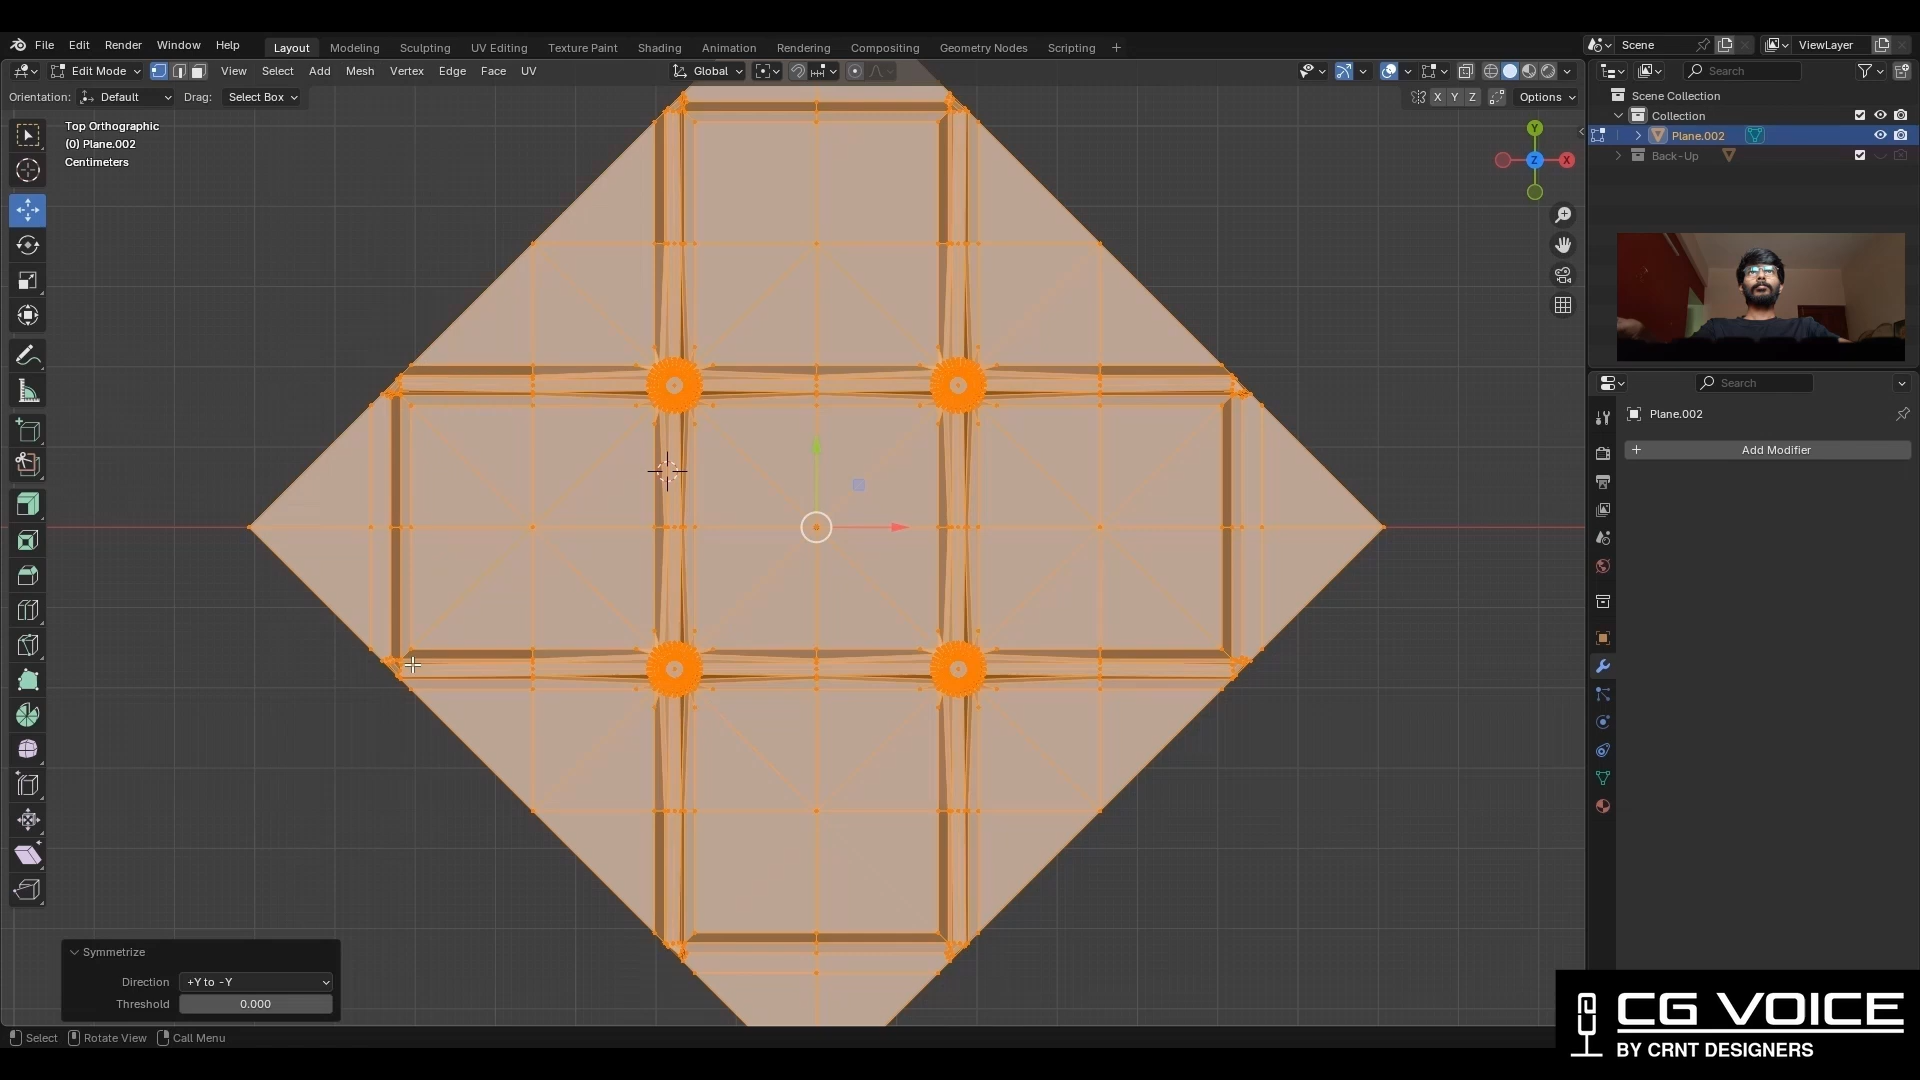 File Edit Render Window Help Layout Modeling Sculpting UV Editing Texture Paint Shading Animation Rendering Compositing Geometry Nodes Scripting + Scene ViewLayer
Edit Mode View Select Add Mesh Vertex Edge Face UV Global Search
Orientation: Default Drag: Select Box X Y Z Options Scene Collection
Top Orthographic
(0) Plane.002
Centimeters
Y
Z X
Collection
Plane.002
Back-Up
Search
Plane.002
+ Add Modifier
Symmetrize
Direction +Y to -Y
Threshold 0.000
Select Rotate View Call Menu
CG VOICE
BY CRNT DESIGNERS